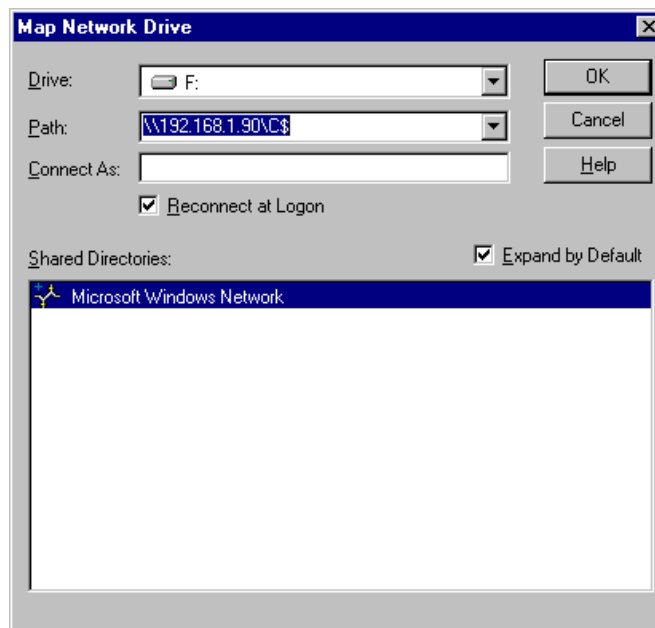 Map Network Drive
Drive: F: OK
Path: \\192.168.1.90\C$ Cancel
Connect As: Help
Reconnect at Logon
Shared Directories: Expand by Default
Microsoft Windows Network